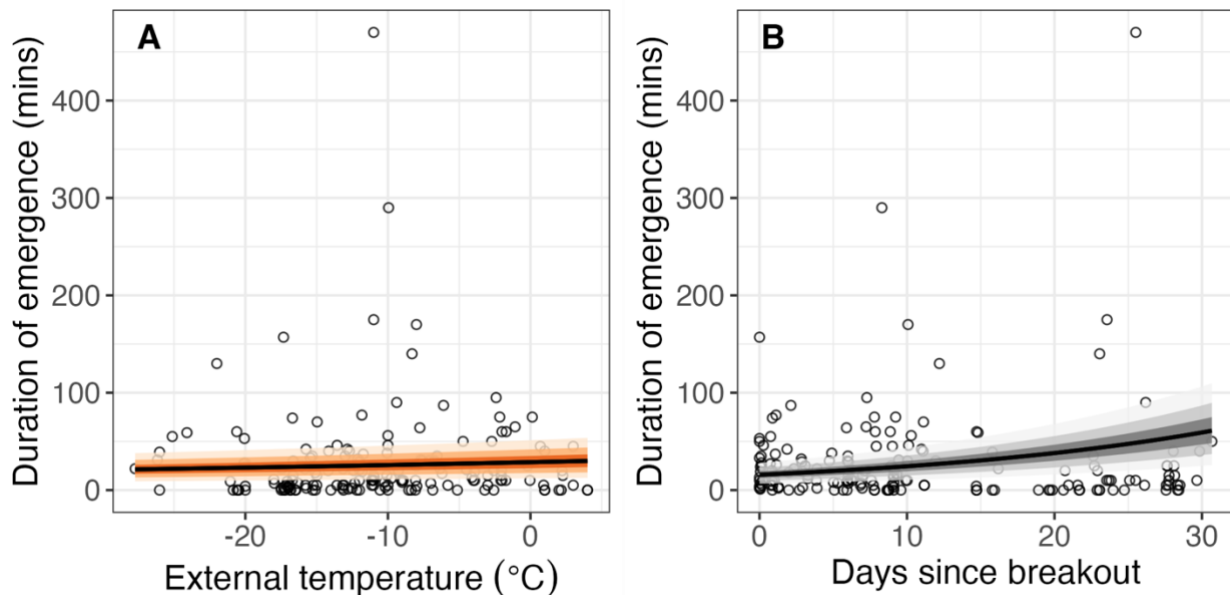 A
Duration of emergence (mins)
400
300
200
100
0
-20
-10
0
External temperature (°C)
B
Duration of emergence (mins)
400
300
200
100
0
0
10
20
30
Days since breakout